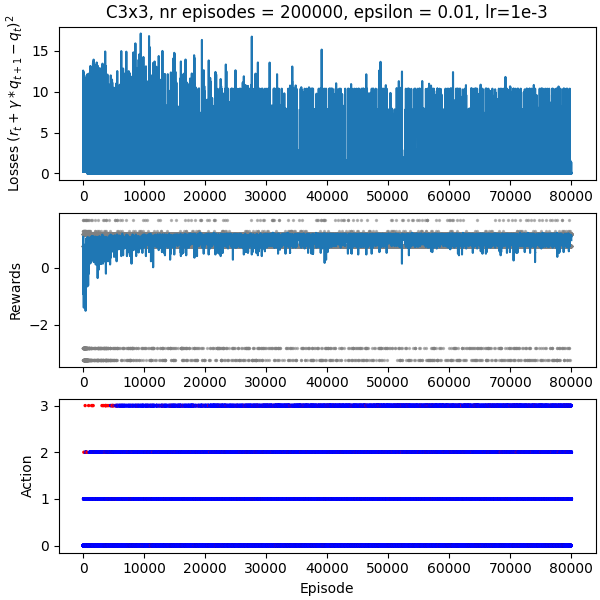 C3x3, nr episodes = 200000, epsilon = 0.01, lr=1e-3
Losses $(r_t + \gamma * q_{t+1} - q_t)^2$
15
10
5
0
0 10000 20000 30000 40000 50000 60000 70000 80000
Rewards
0
−2
0 10000 20000 30000 40000 50000 60000 70000 80000
Action
3
2
1
0
0 10000 20000 30000 40000 50000 60000 70000 80000
Episode